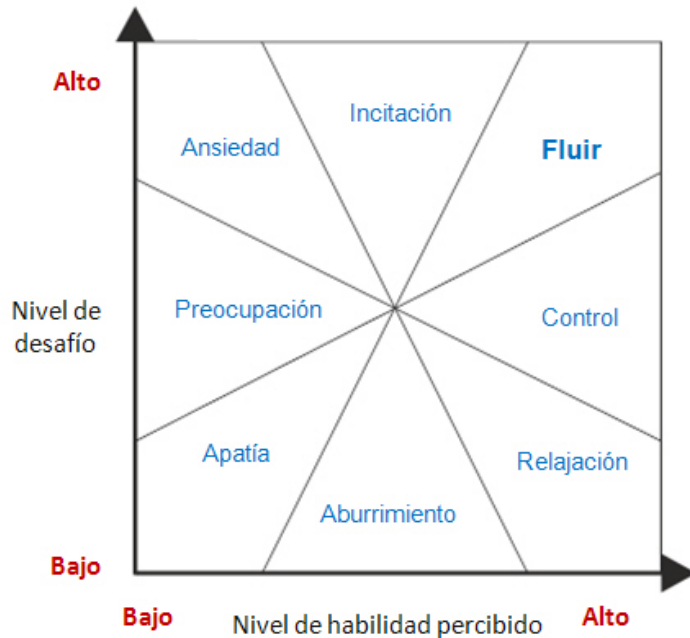 Alto
Incitación
Ansiedad
Fluir
Nivel de
desafío
Preocupación
Control
Apatía
Relajación
Aburrimiento
Bajo
Bajo
Nivel de habilidad percibido
Alto